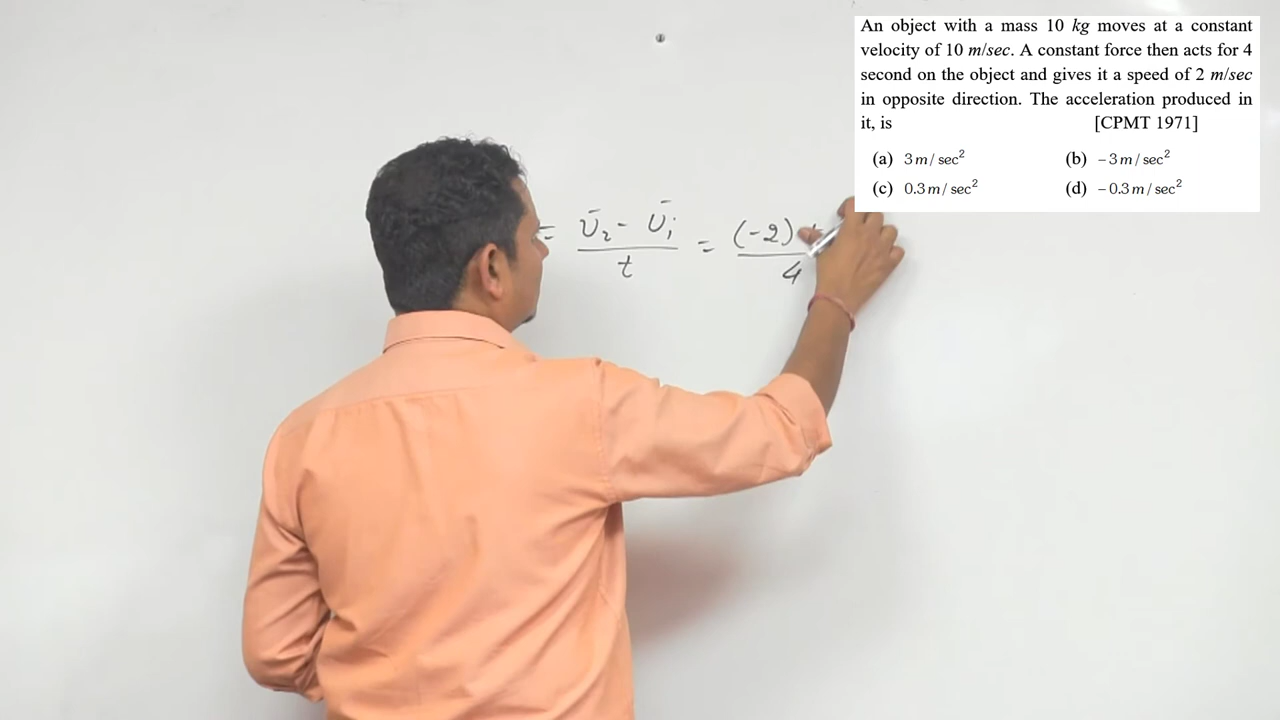 An object with a mass 10 kg moves at a constant
velocity of 10 m/sec. A constant force then acts for 4
second on the object and gives it a speed of 2 m/sec
in opposite direction. The acceleration produced in
it, is [CPMT 1971]
(a) 3 m / sec² (b) – 3 m / sec²
(c) 0.3 m / sec² (d) – 0.3 m / sec²
= (v̄₂ - v̄₁) / t = (-2) / 4